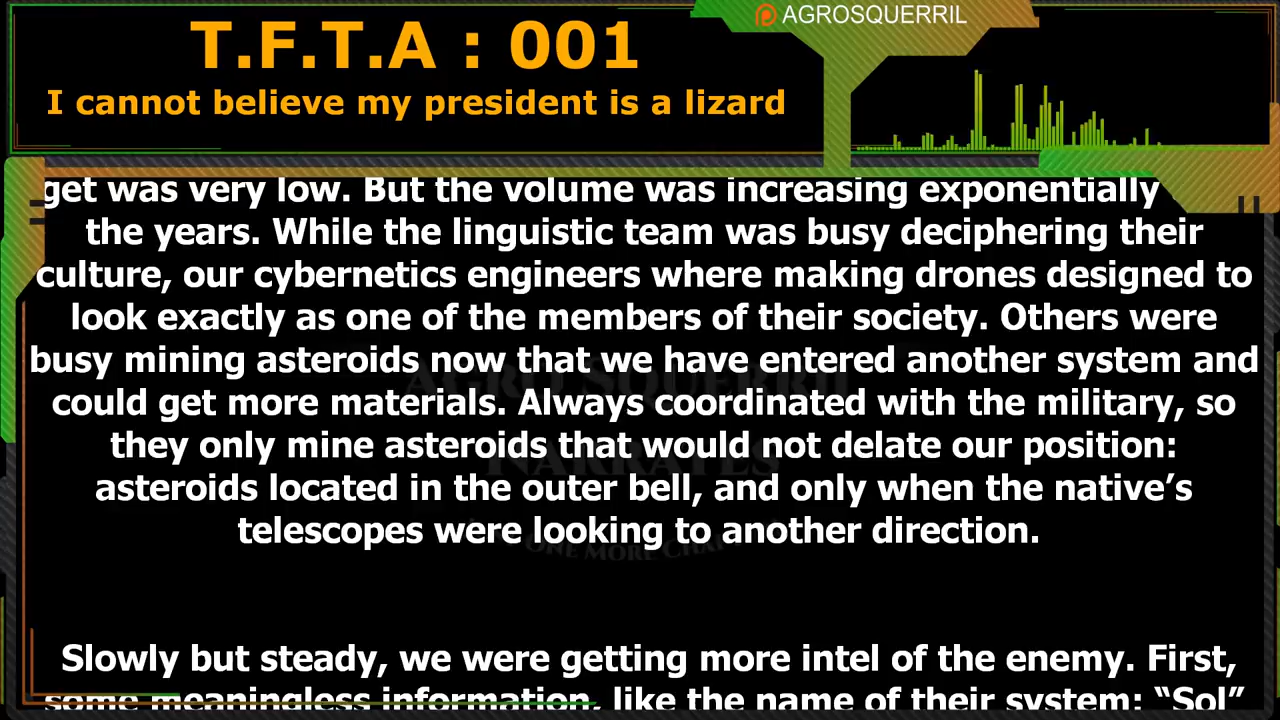 AGROSQUERRIL
T.F.T.A : 001
I cannot believe my president is a lizard
get was very low. But the volume was increasing exponentially
the years. While the linguistic team was busy deciphering their
culture, our cybernetics engineers where making drones designed to
look exactly as one of the members of their society. Others were
busy mining asteroids now that we have entered another system and
could get more materials. Always coordinated with the military, so
they only mine asteroids that would not delate our position:
asteroids located in the outer bell, and only when the native’s
telescopes were looking to another direction.
Slowly but steady, we were getting more intel of the enemy. First,
some meaningless information, like the name of their system: “Sol”